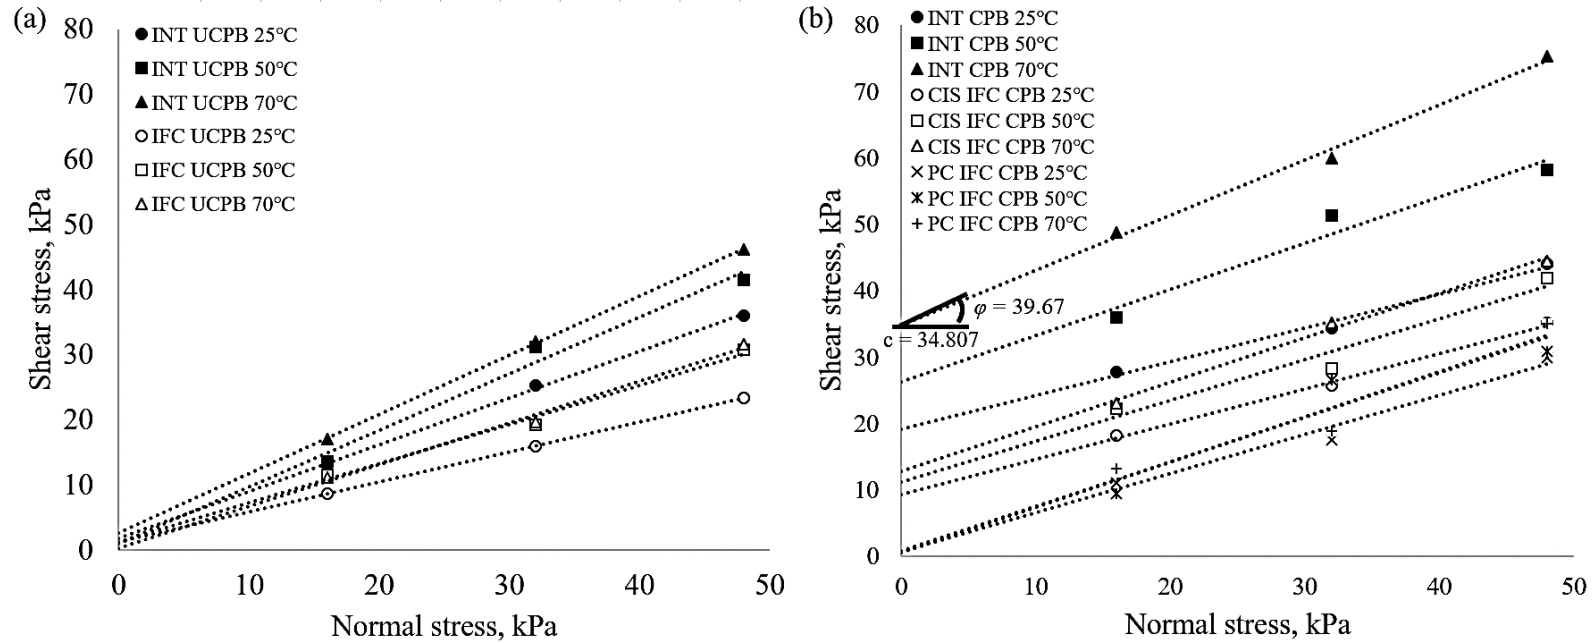 (a)
80
70
60
50
40
30
20
10
0
Shear stress, kPa
INT UCPB 25°C
INT UCPB 50°C
INT UCPB 70°C
IFC UCPB 25°C
IFC UCPB 50°C
IFC UCPB 70°C
0 10 20 30 40 50
Normal stress, kPa
(b)
80
70
60
50
40
30
20
10
0
Shear stress, kPa
INT CPB 25°C
INT CPB 50°C
INT CPB 70°C
CIS IFC CPB 25°C
CIS IFC CPB 50°C
CIS IFC CPB 70°C
PC IFC CPB 25°C
PC IFC CPB 50°C
PC IFC CPB 70°C
φ = 39.67
c = 34.807
0 10 20 30 40 50
Normal stress, kPa